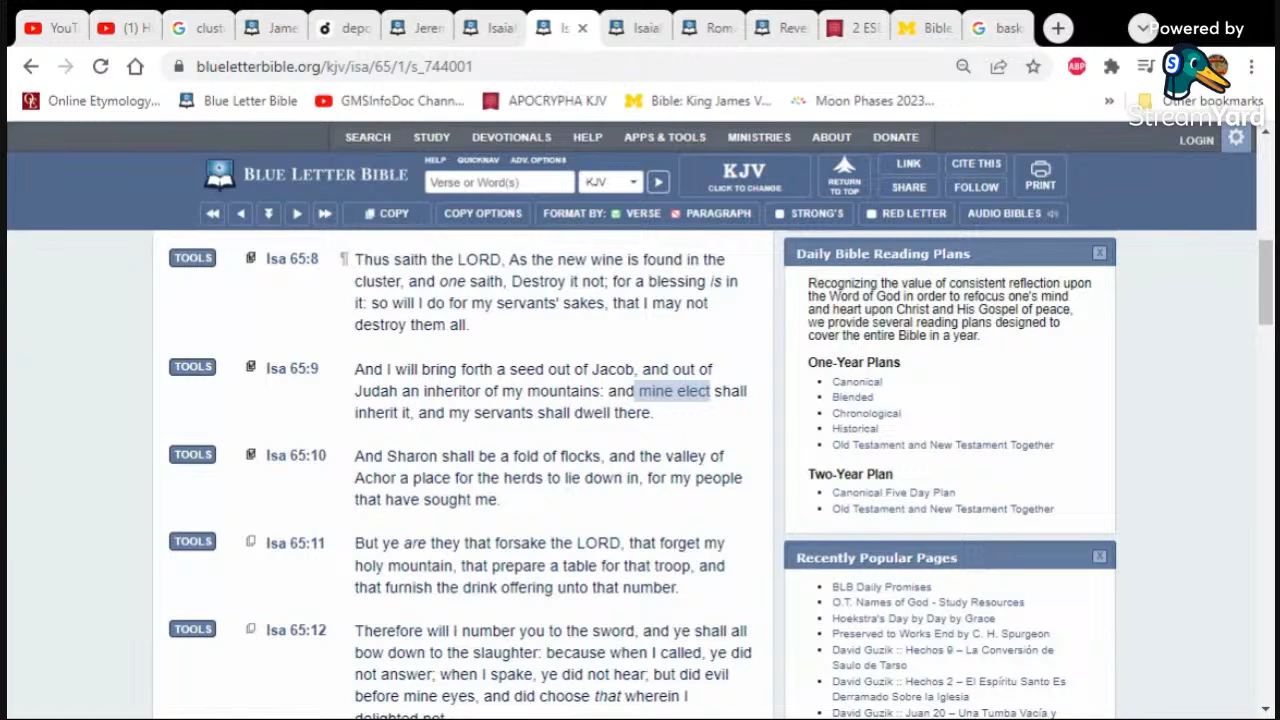 YouT
(1) H
clust
Jame
depo
Jerem
Isaial
Is
Isaial
Rom
Reve
2 ESI
Bible
bask
Powered by
StreamYard
blueletterbible.org/kjv/isa/65/1/s_744001
ABP
Online Etymology...
Blue Letter Bible
GMSInfoDoc Chann...
APOCRYPHA KJV
Bible: King James V...
Moon Phases 2023...
»
Other bookmarks
SEARCH STUDY DEVOTIONALS HELP APPS & TOOLS MINISTRIES ABOUT DONATE
LOGIN
BLUE LETTER BIBLE
HELP QUICKNAV ADV. OPTIONS
Verse or Word(s)
KJV
KJV
CLICK TO CHANGE
RETURN
TO TOP
LINK
CITE THIS
SHARE
FOLLOW
PRINT
COPY COPY OPTIONS FORMAT BY: VERSE PARAGRAPH STRONG'S RED LETTER AUDIO BIBLES
TOOLS Isa 65:8 ¶ Thus saith the LORD, As the new wine is found in the
cluster, and one saith, Destroy it not; for a blessing is in
it: so will I do for my servants' sakes, that I may not
destroy them all.
TOOLS Isa 65:9 And I will bring forth a seed out of Jacob, and out of
Judah an inheritor of my mountains: and mine elect shall
inherit it, and my servants shall dwell there.
TOOLS Isa 65:10 And Sharon shall be a fold of flocks, and the valley of
Achor a place for the herds to lie down in, for my people
that have sought me.
TOOLS Isa 65:11 But ye are they that forsake the LORD, that forget my
holy mountain, that prepare a table for that troop, and
that furnish the drink offering unto that number.
TOOLS Isa 65:12 Therefore will I number you to the sword, and ye shall all
bow down to the slaughter: because when I called, ye did
not answer; when I spake, ye did not hear; but did evil
before mine eyes, and did choose that wherein I
delighted not.
Daily Bible Reading Plans
X
Recognizing the value of consistent reflection upon
the Word of God in order to refocus one's mind
and heart upon Christ and His Gospel of peace,
we provide several reading plans designed to
cover the entire Bible in a year.
One-Year Plans
Canonical
Blended
Chronological
Historical
Old Testament and New Testament Together
Two-Year Plan
Canonical Five Day Plan
Old Testament and New Testament Together
Recently Popular Pages
X
BLB Daily Promises
O.T. Names of God - Study Resources
Hoekstra's Day by Day by Grace
Preserved to Works End by C. H. Spurgeon
David Guzik :: Hechos 9 – La Conversión de
Saulo de Tarso
David Guzik :: Hechos 2 – El Espíritu Santo Es
Derramado Sobre la Iglesia
David Guzik :: Juan 20 – Una Tumba Vacía y